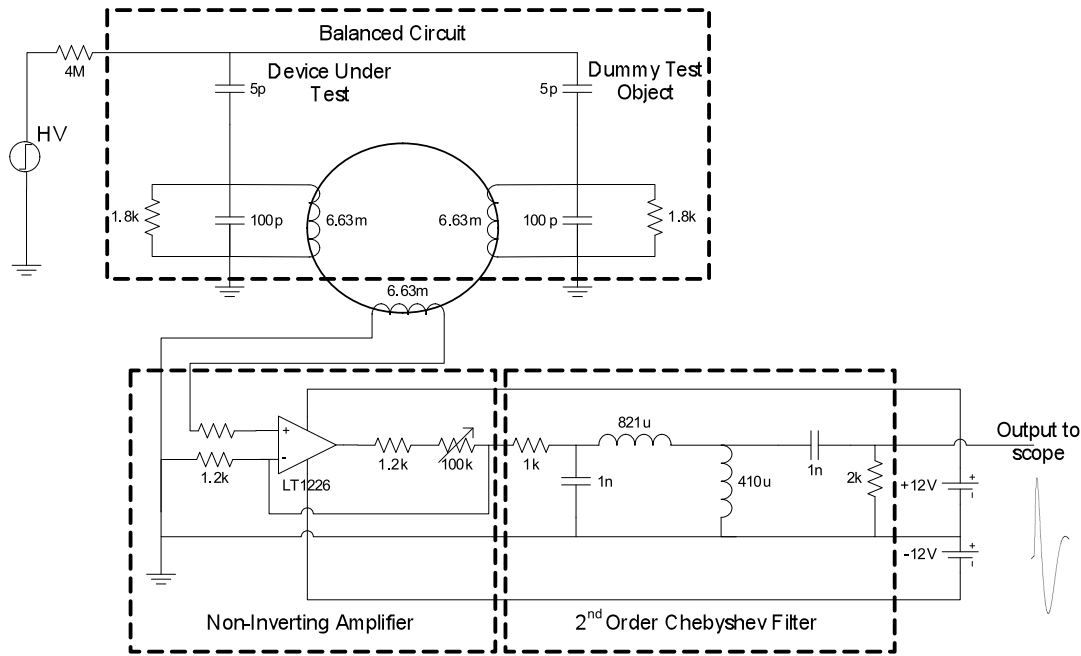 Balanced Circuit
4M
Device Under
Test
5p
5p
Dummy Test
Object
HV
1.8k
100p
6.63m
6.63m
100p
1.8k
6.63m
+
-
1.2k
LT1226
1.2k
100k
1k
821u
1n
410u
1n
2k
Output to
scope
+12V
+
-
-12V
+
-
Non-Inverting Amplifier
2nd Order Chebyshev Filter